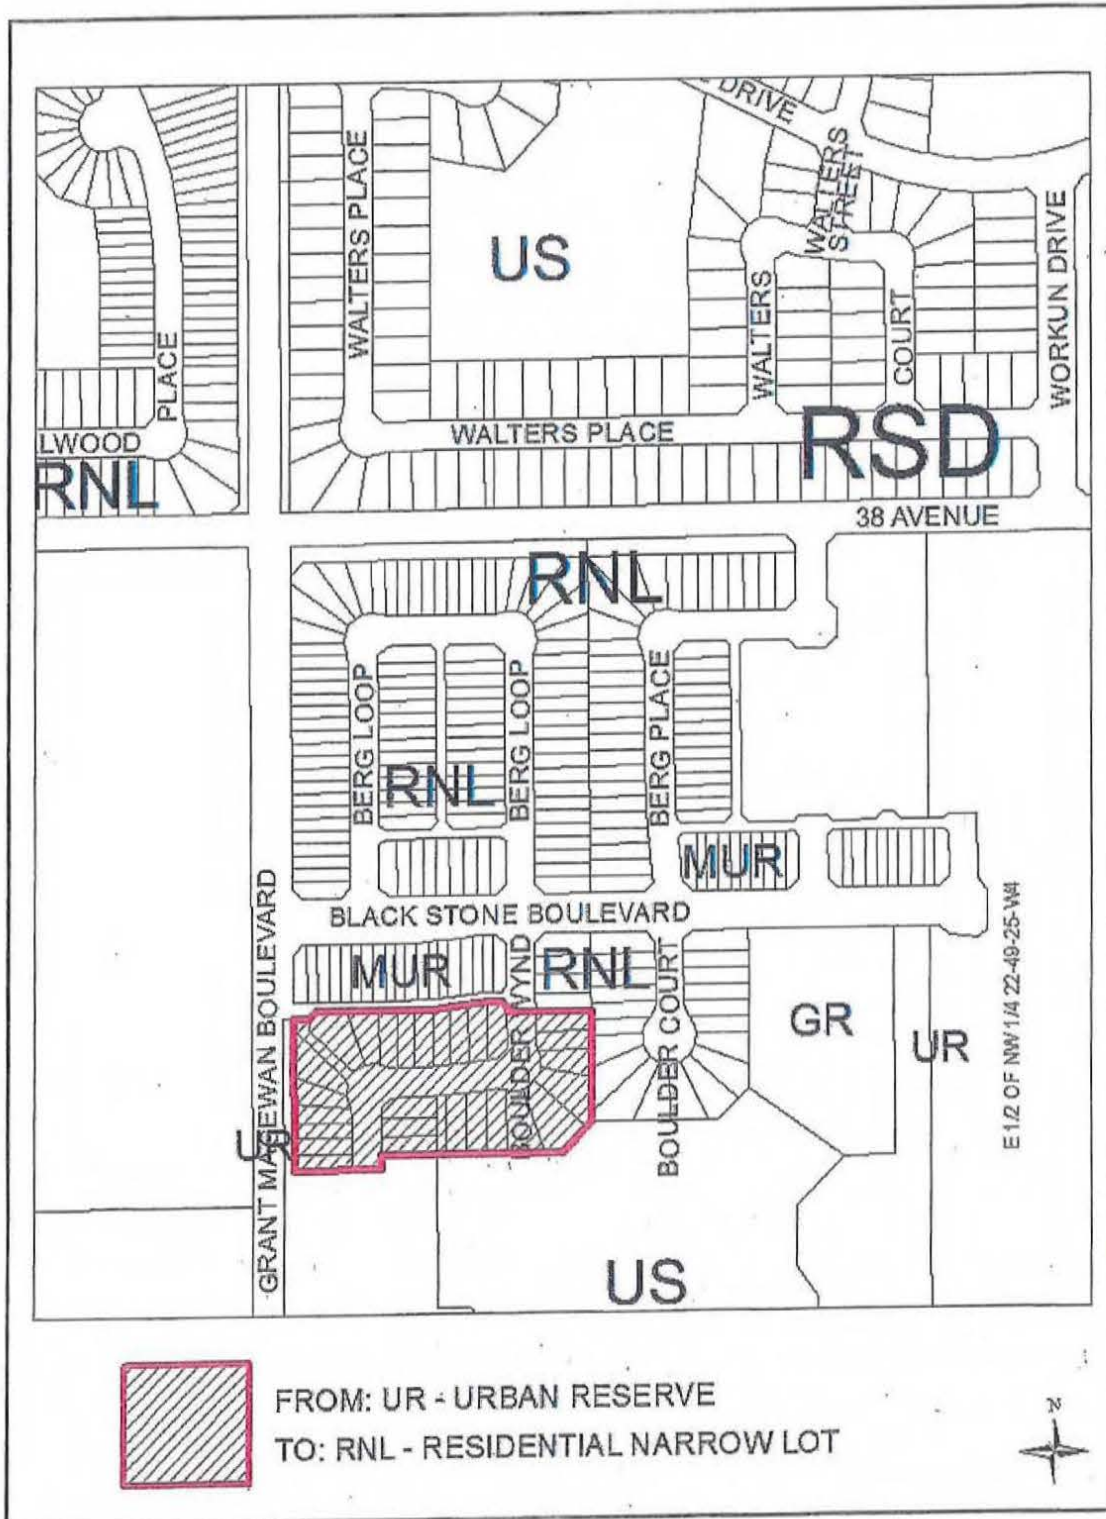 DRIVE
WALTERS PLACE
WALTERS
STREET
US
WORKUN DRIVE
WALTERS
COURT
PLACE
LLWOOD
WALTERS PLACE
RSD
RNL
38 AVENUE
RNL
BERG LOOP
BERG LOOP
BERG PLACE
RNL
MUR
BLACK STONE BOULEVARD
GRANT MACEWAN BOULEVARD
MUR
RNL
BOULDER WYND
BOULDER COURT
GR
UR
E 1/2 OF NW 1/4 22-49-25-W4
UR
US
FROM: UR - URBAN RESERVE
TO: RNL - RESIDENTIAL NARROW LOT
N